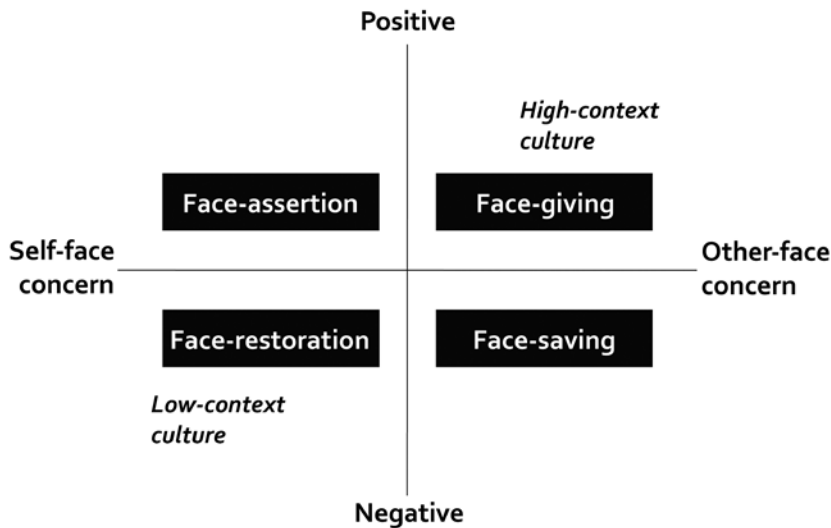 Positive
High-context
culture
Face-assertion
Face-giving
Self-face
concern
Other-face
concern
Face-restoration
Face-saving
Low-context
culture
Negative